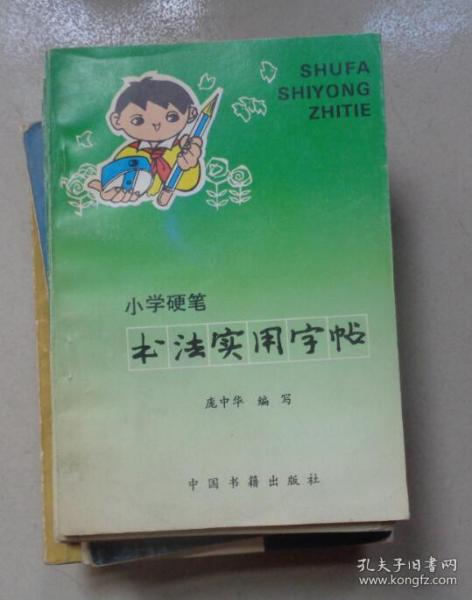 SHUFA
SHIYONG
ZHITIE
小学硬笔
书法实用字帖
庞中华 编写
中国书籍出版社
孔夫子旧书网
www.kongfz.com